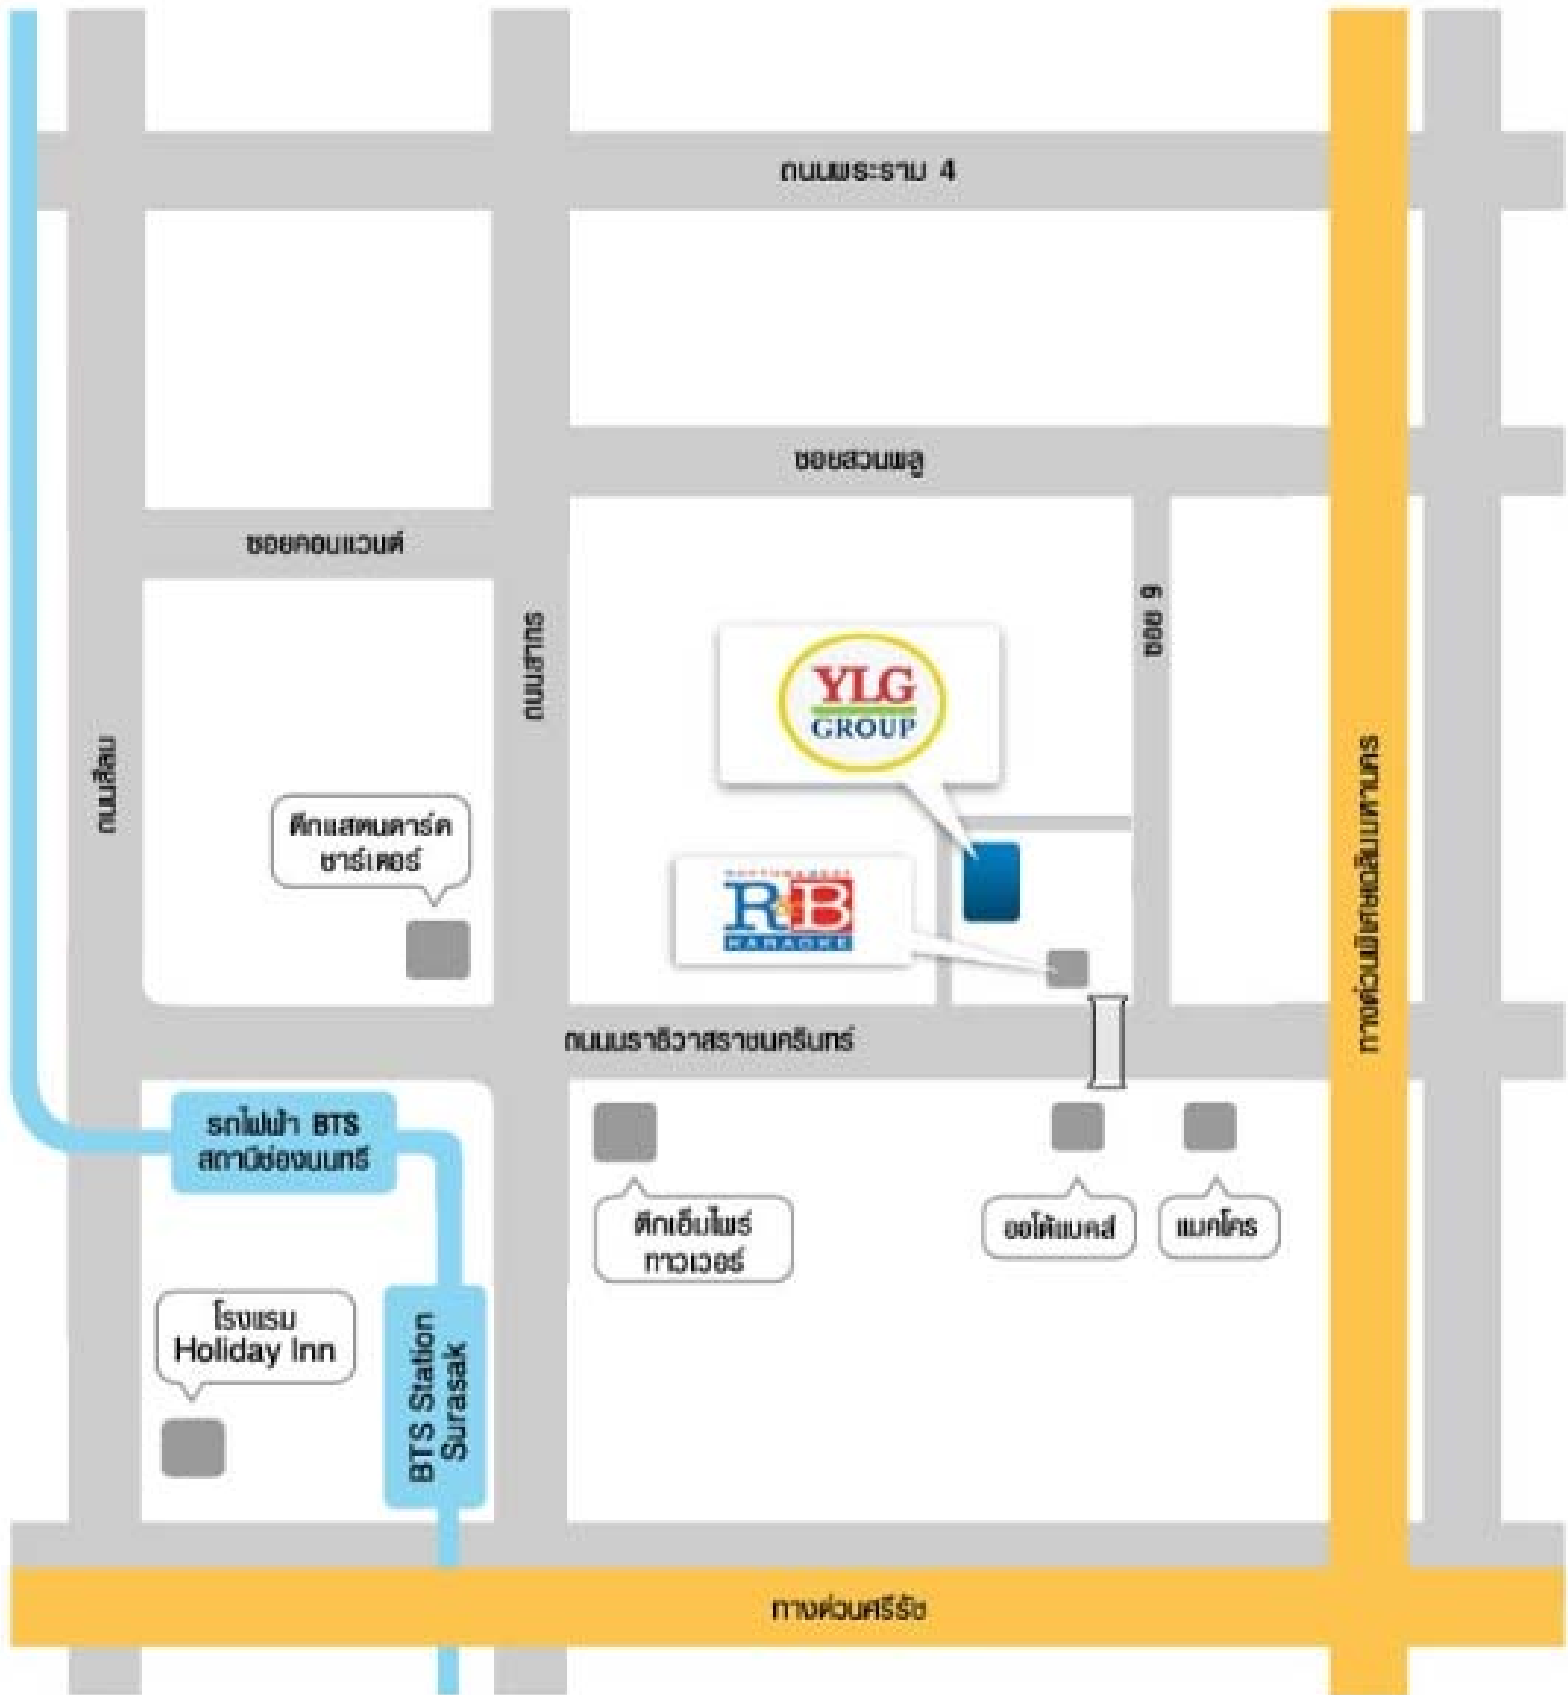 ถนนพระราม 4
ซอยสวนพลู
ซอยคอนแวนต์
ซอย 9
ถนนสาทร
YLG
GROUP
ถนนสีลม
ทางด่วนพิเศษเฉลิมมหานคร
ตึกแสตนดาร์ด
ชาร์เตอร์
R&B
KARAOKE
ถนนนราธิวาสราชนครินทร์
รถไฟฟ้า BTS
สถานีช่องนนทรี
ตึกเอ็มไพร์
ทาวเวอร์
ออโต้แบคส์
แมคโคร
โรงแรม
Holiday Inn
BTS Station
Surasak
ทางด่วนศรีรัช